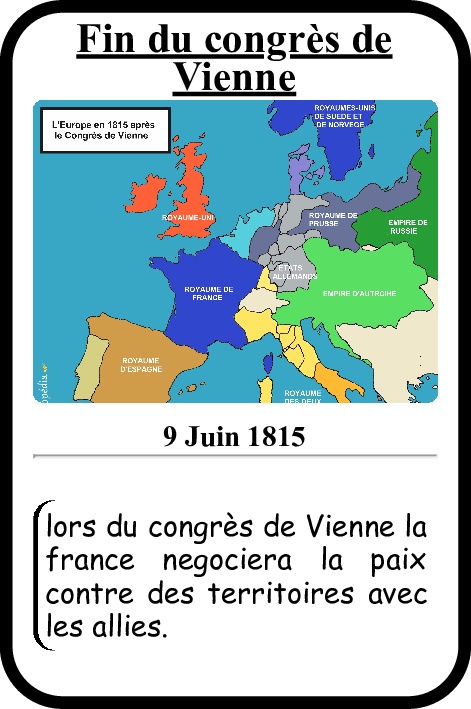 Fin du congrès de
Vienne
L'Europe en 1815 après
le Congrès de Vienne
ROYAUMES-UNIS
DE SUEDE ET
DE NORVEGE
ROYAUME-UNI
ROYAUME DE
PRUSSE
EMPIRE DE
RUSSIE
ETATS
ALLEMANDS
ROYAUME DE
FRANCE
EMPIRE D'AUTROIHE
ROYAUME
D'ESPAGNE
ROYAUME
DES DEUX
9 Juin 1815
lors du congrès de Vienne la
france negociera la paix
contre des territoires avec
les allies.